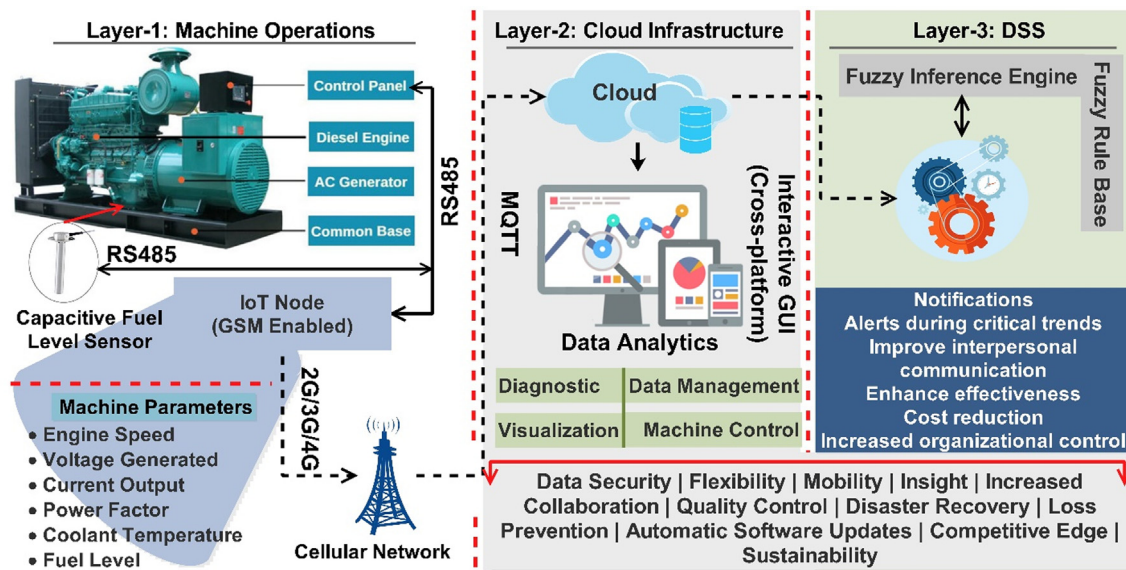 Layer-1: Machine Operations
Control Panel
Diesel Engine
AC Generator
Common Base
RS485
RS485
Capacitive Fuel
Level Sensor
IoT Node
(GSM Enabled)
2G/3G/4G
Machine Parameters
• Engine Speed
• Voltage Generated
• Current Output
• Power Factor
• Coolant Temperature
• Fuel Level
Cellular Network
Layer-2: Cloud Infrastructure
Cloud
MQTT
Interactive GUI
(Cross-platform)
Data Analytics
Diagnostic
Data Management
Visualization
Machine Control
Layer-3: DSS
Fuzzy Inference Engine
Fuzzy Rule
Base
Notifications
Alerts during critical trends
Improve interpersonal
communication
Enhance effectiveness
Cost reduction
Increased organizational control
Data Security | Flexibility | Mobility | Insight | Increased
Collaboration | Quality Control | Disaster Recovery | Loss
Prevention | Automatic Software Updates | Competitive Edge |
Sustainability